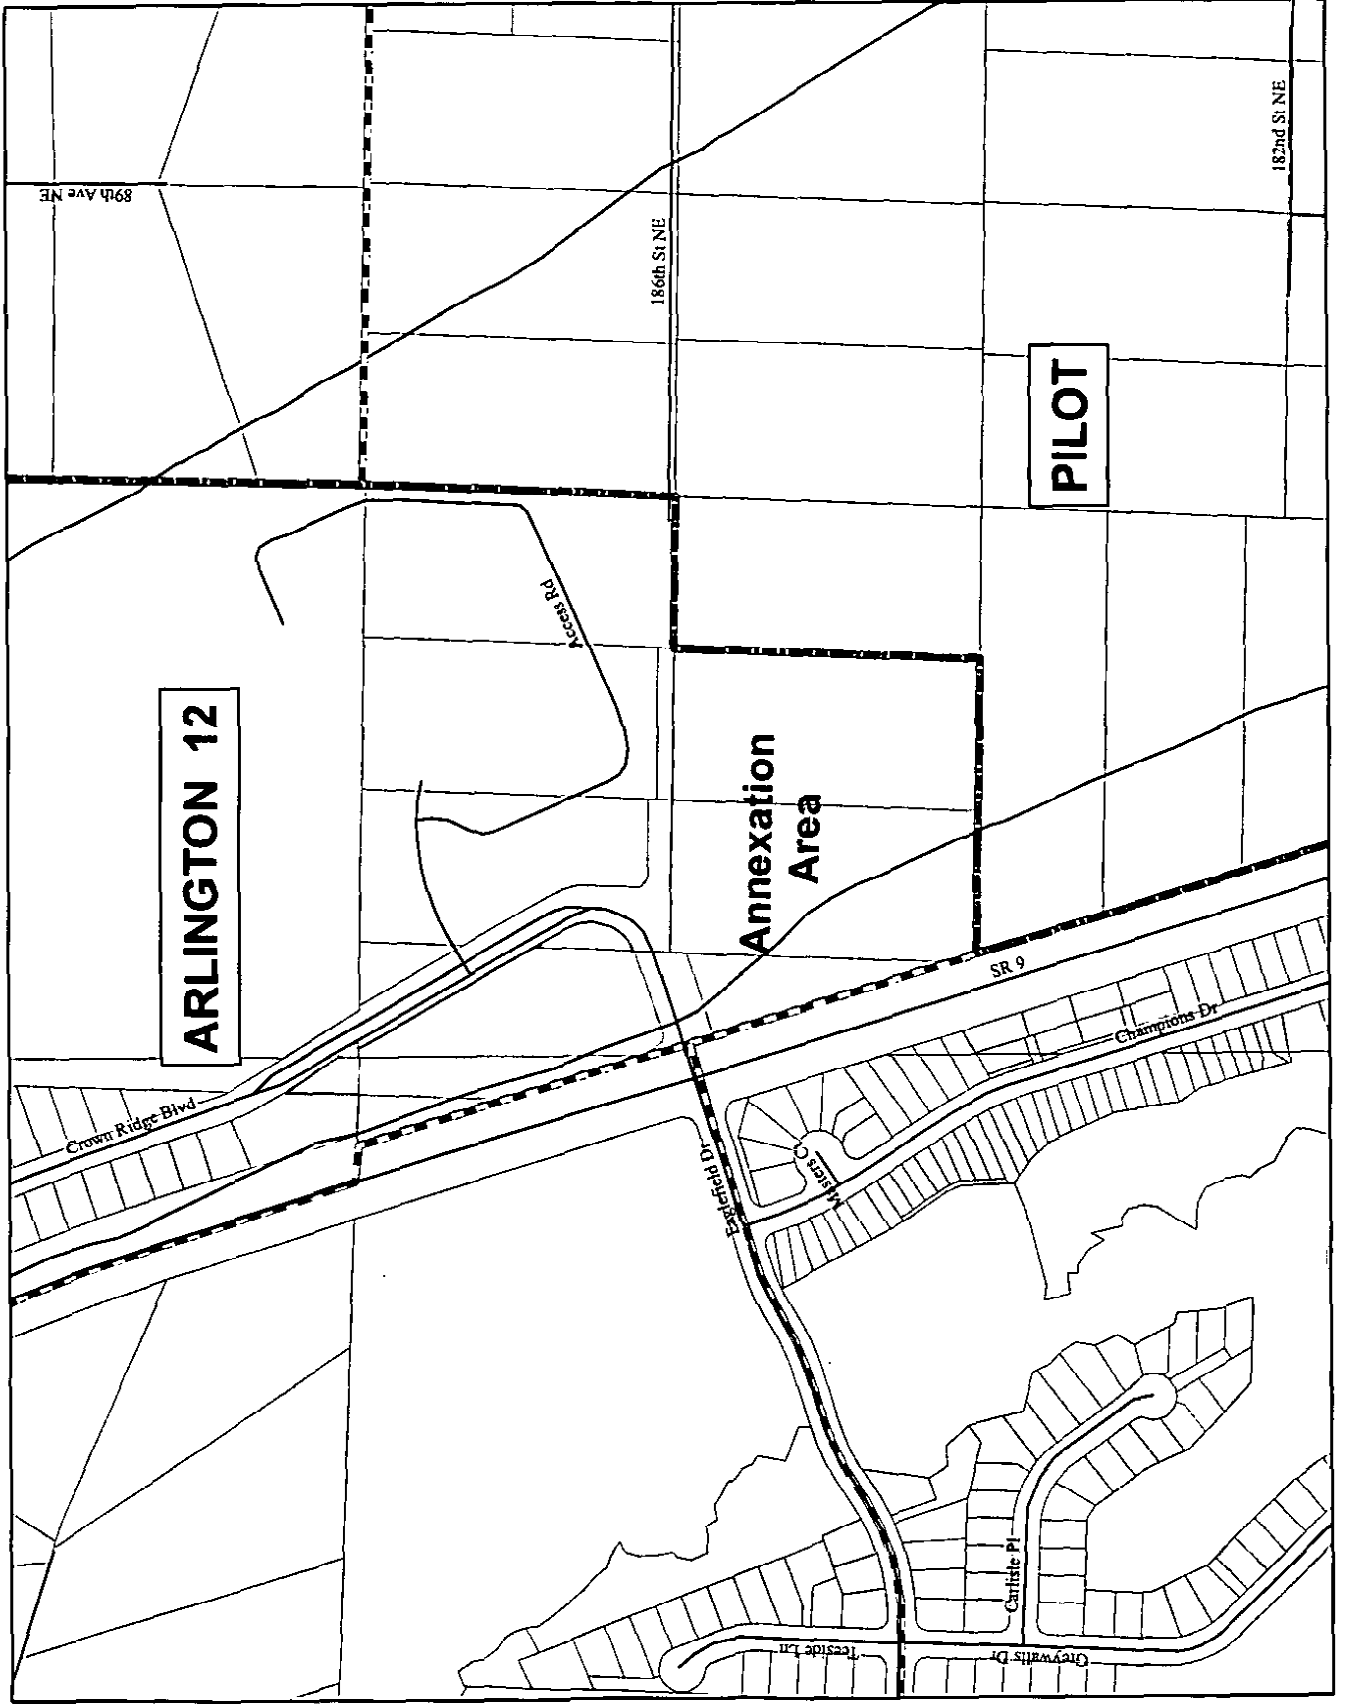 89th Ave NE
182nd St NE
186th St NE
PILOT
Access Rd
ARLINGTON 12
Annexation
Area
SR 9
Champions Dr
Crown Ridge Blvd
Eaglefield Dr
Masters C
Carlisle Pl
Teeside Ln
Greywalls Dr